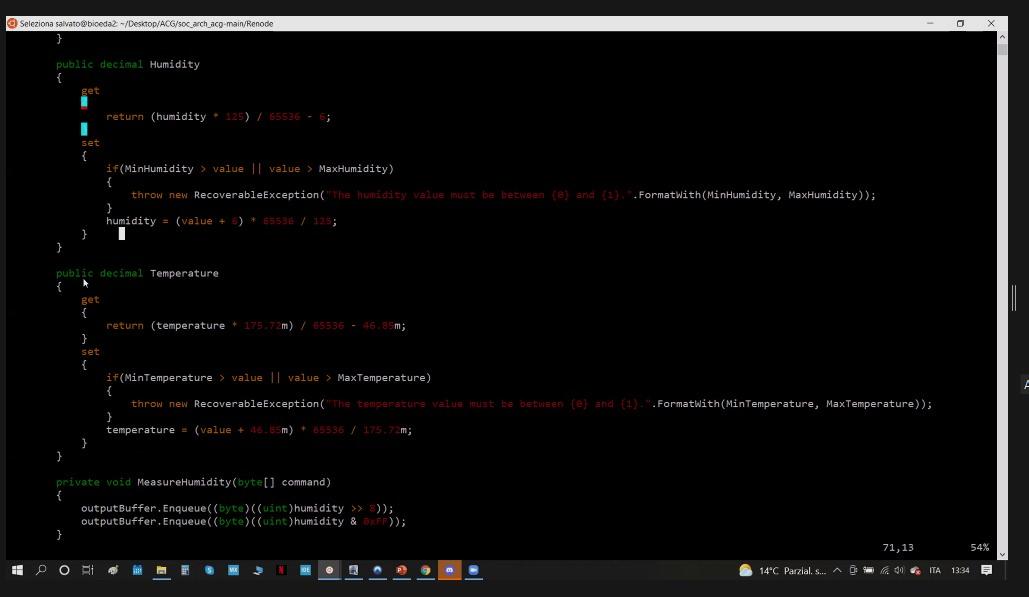 Seleziona salvato@bioeda2: ~/Desktop/ACG/soc_arch_acg-main/Renode
}
public decimal Humidity
{
get
return (humidity * 125) / 65536 - 6;
set
{
if(MinHumidity > value || value > MaxHumidity)
{
throw new RecoverableException("The humidity value must be between {0} and {1}.".FormatWith(MinHumidity, MaxHumidity));
}
humidity = (value + 6) * 65536 / 125;
}
}
public decimal Temperature
{
get
{
return (temperature * 175.72m) / 65536 - 46.85m;
}
set
{
if(MinTemperature > value || value > MaxTemperature)
{
throw new RecoverableException("The temperature value must be between {0} and {1}.".FormatWith(MinTemperature, MaxTemperature));
}
temperature = (value + 46.85m) * 65536 / 175.72m;
}
}
private void MeasureHumidity(byte[] command)
{
outputBuffer.Enqueue((byte)((uint)humidity >> 8));
outputBuffer.Enqueue((byte)((uint)humidity & 0xFF));
}
71,13 54%
14°C Parzial. s... ITA 13:34